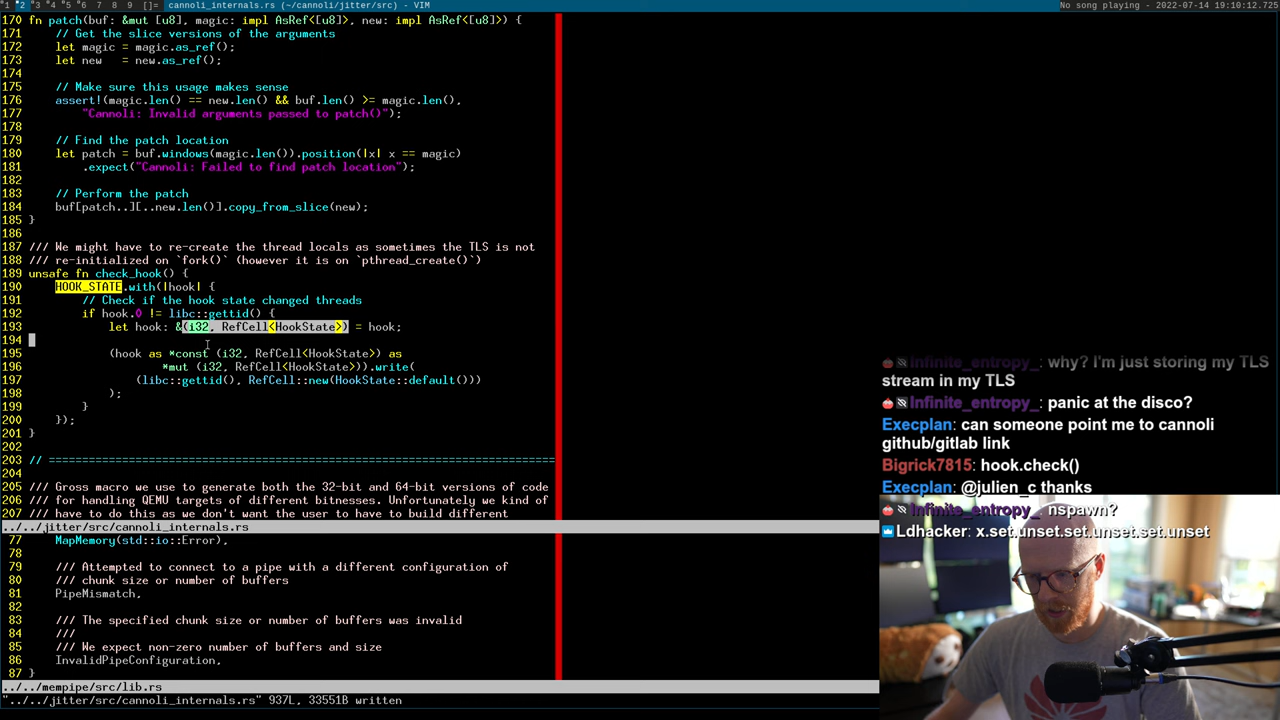 1 2 3 4 5 6 7 8 9 []= cannoli_internals.rs (~/cannoli/jitter/src) - VIM No song playing - 2022-07-14 19:10:12.725
170 fn patch(buf: &mut [u8], magic: impl AsRef<[u8]>, new: impl AsRef<[u8]>) {
171     // Get the slice versions of the arguments
172     let magic = magic.as_ref();
173     let new   = new.as_ref();
174
175     // Make sure this usage makes sense
176     assert!(magic.len() == new.len() && buf.len() >= magic.len(),
177         "Cannoli: Invalid arguments passed to patch()");
178
179     // Find the patch location
180     let patch = buf.windows(magic.len()).position(|x| x == magic)
181         .expect("Cannoli: Failed to find patch location");
182
183     // Perform the patch
184     buf[patch..][..new.len()].copy_from_slice(new);
185 }
186
187 /// We might have to re-create the thread locals as sometimes the TLS is not
188 /// re-initialized on `fork()` (however it is on `pthread_create()`)
189 unsafe fn check_hook() {
190     HOOK_STATE.with(|hook| {
191         // Check if the hook state changed threads
192         if hook.0 != libc::gettid() {
193             let hook: &(i32, RefCell<HookState>) = hook;
194
195             (hook as *const (i32, RefCell<HookState>) as
196                     *mut (i32, RefCell<HookState>)).write(
197                 (libc::gettid(), RefCell::new(HookState::default()))
198             );
199         }
200     });
201 }
202
203 // ============================================================================
204
205 /// Gross macro we use to generate both the 32-bit and 64-bit versions of code
206 /// for handling QEMU targets of different bitnesses. Unfortunately we kind of
207 /// have to do this as we don't want the user to have to build different
../../jitter/src/cannoli_internals.rs
77     MapMemory(std::io::Error),
78
79     /// Attempted to connect to a pipe with a different configuration of
80     /// chunk size or number of buffers
81     PipeMismatch,
82
83     /// The specified chunk size or number of buffers was invalid
84     ///
85     /// We expect non-zero number of buffers and size
86     InvalidPipeConfiguration,
87 }
../../mempipe/src/lib.rs
"../../jitter/src/cannoli_internals.rs" 937L, 33551B written
Infinite_entropy_: why? I'm just storing my TLS
stream in my TLS
Infinite_entropy_: panic at the disco?
Execplan: can someone point me to cannoli
github/gitlab link
Bigrick7815: hook.check()
Execplan: @julien_c thanks
Infinite_entropy_: nspawn?
Ldhacker: x.set.unset.set.unset.set.unset